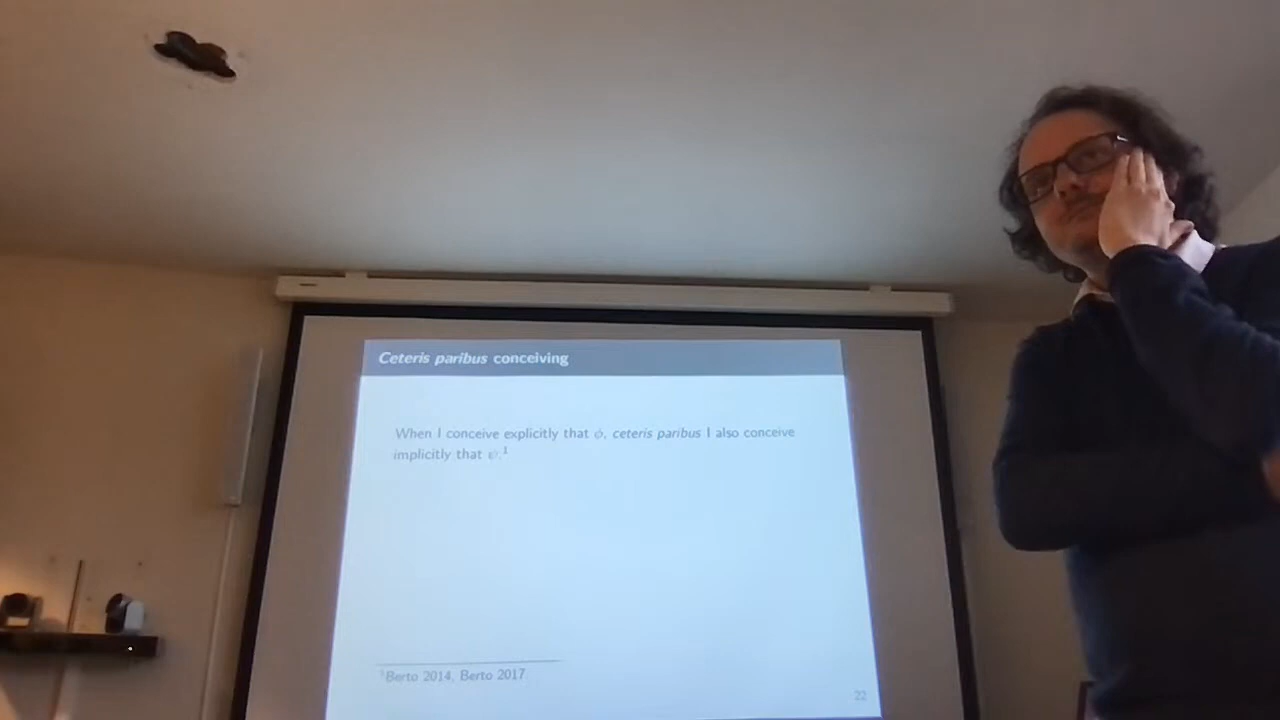 Ceteris paribus conceiving
When I conceive explicitly that ϕ, ceteris paribus I also conceive
implicitly that ψ.¹
¹Berto 2014, Berto 2017
22